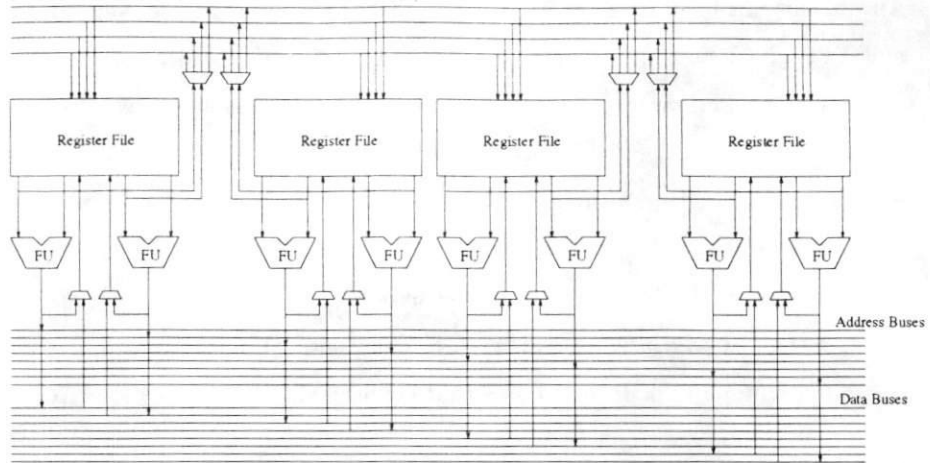 Register File
Register File
Register File
Register File
FU
FU
FU
FU
FU
FU
FU
FU
Address Buses
Data Buses